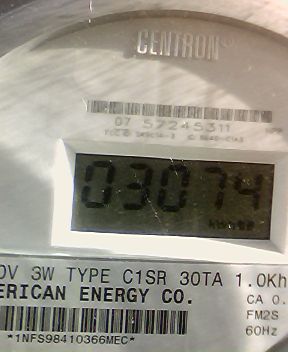 CENTRON®
07 57245311
03074
0V 3W TYPE C1SR 30TA 1.0Kh
ERICAN ENERGY CO.
CA 0.
FM2S
*1NFS98410366MEC*
60Hz